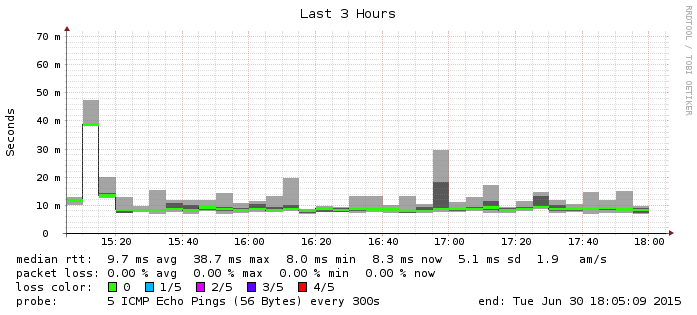 Last 3 Hours
RRDTOOL / TOBI OETIKER
Seconds
70 m
60 m
50 m
40 m
30 m
20 m
10 m
0
15:20 15:40 16:00 16:20 16:40 17:00 17:20 17:40 18:00
median rtt: 9.7 ms avg 38.7 ms max 8.0 ms min 8.3 ms now 5.1 ms sd 1.9 am/s
packet loss: 0.00 % avg 0.00 % max 0.00 % min 0.00 % now
loss color: 0 1/5 2/5 3/5 4/5
probe: 5 ICMP Echo Pings (56 Bytes) every 300s end: Tue Jun 30 18:05:09 2015